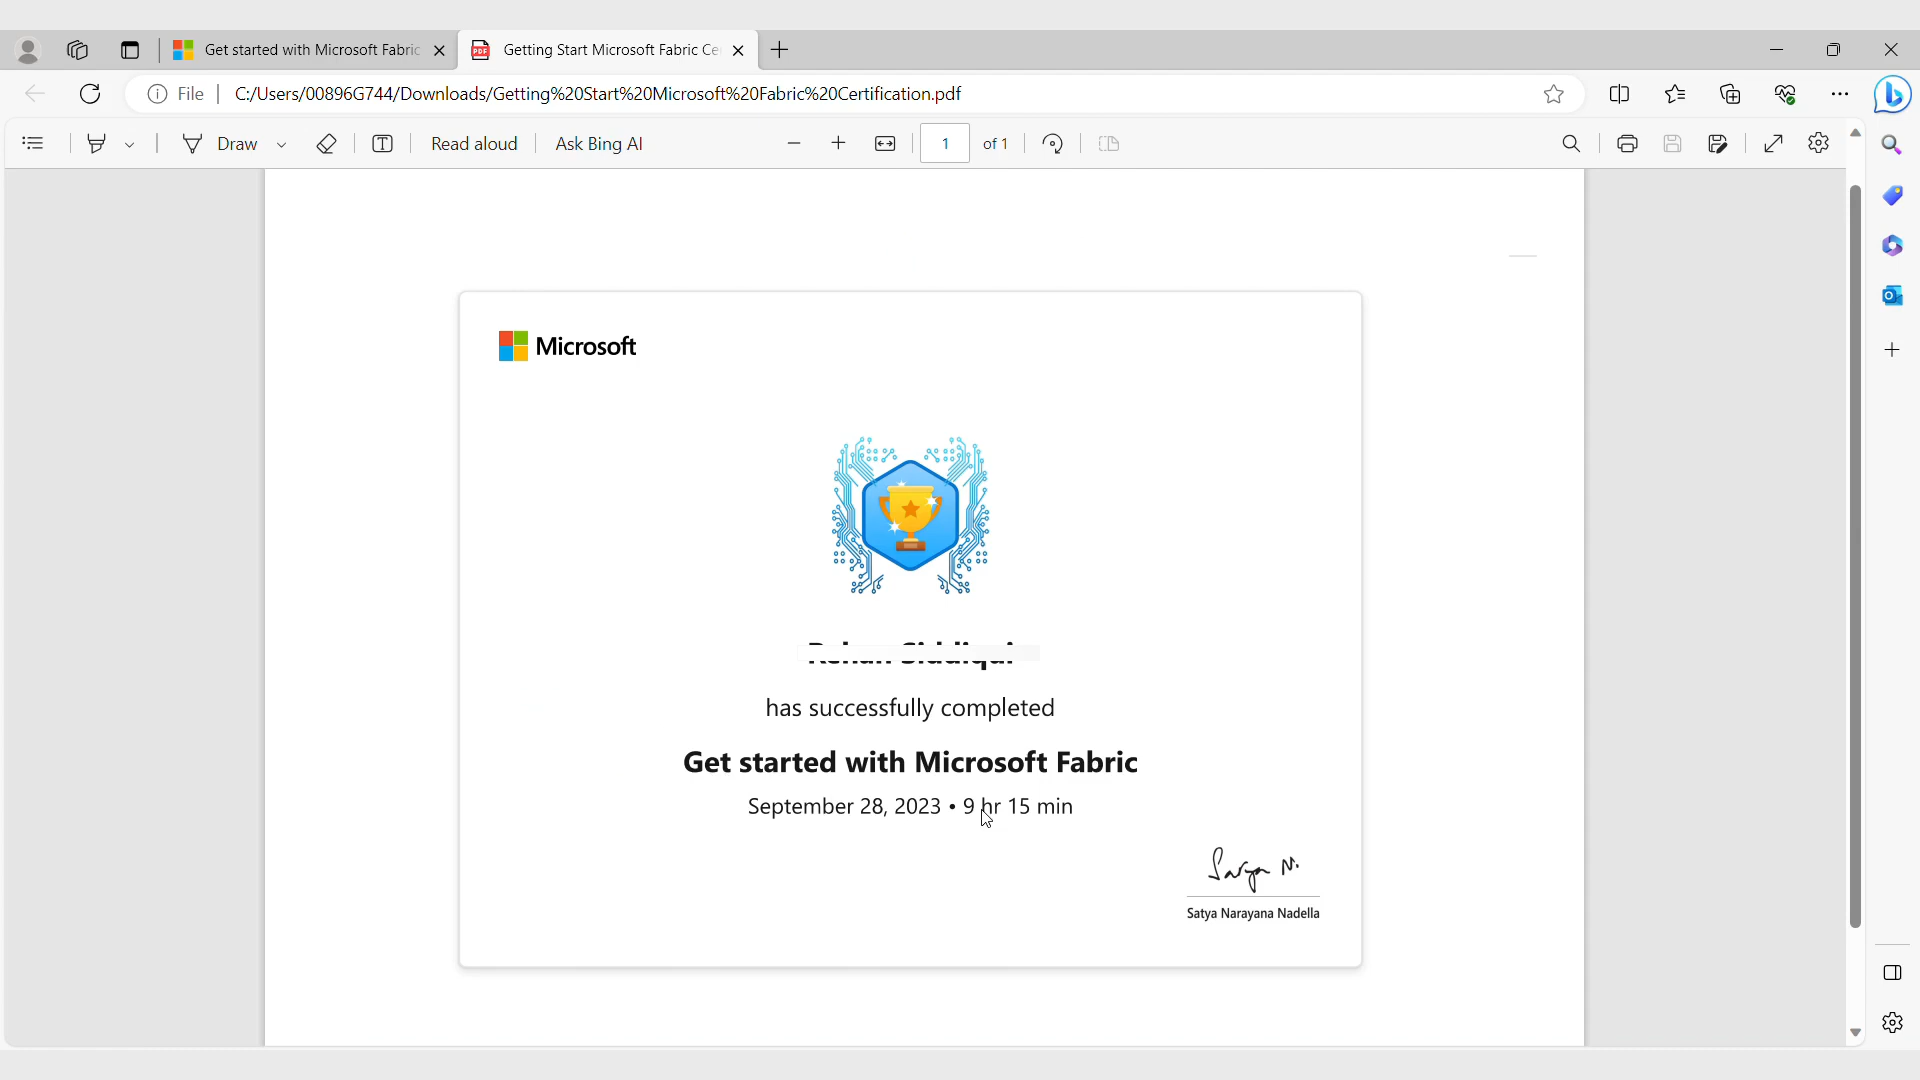 Get started with Microsoft Fabric
Getting Start Microsoft Fabric Ce
File
C:/Users/00896G744/Downloads/Getting%20Start%20Microsoft%20Fabric%20Certification.pdf
Draw
Read aloud
Ask Bing AI
1
of 1
Microsoft
has successfully completed
Get started with Microsoft Fabric
September 28, 2023 • 9 hr 15 min
Satya N.
Satya Narayana Nadella